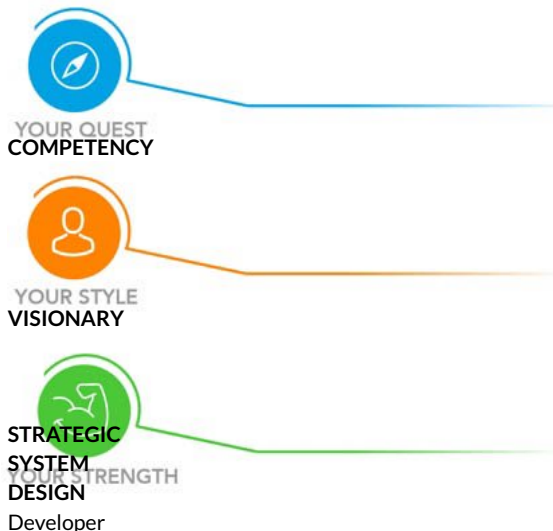 YOUR QUEST
COMPETENCY
YOUR STYLE
VISIONARY
STRATEGIC
SYSTEM
YOUR STRENGTH
DESIGN
Developer